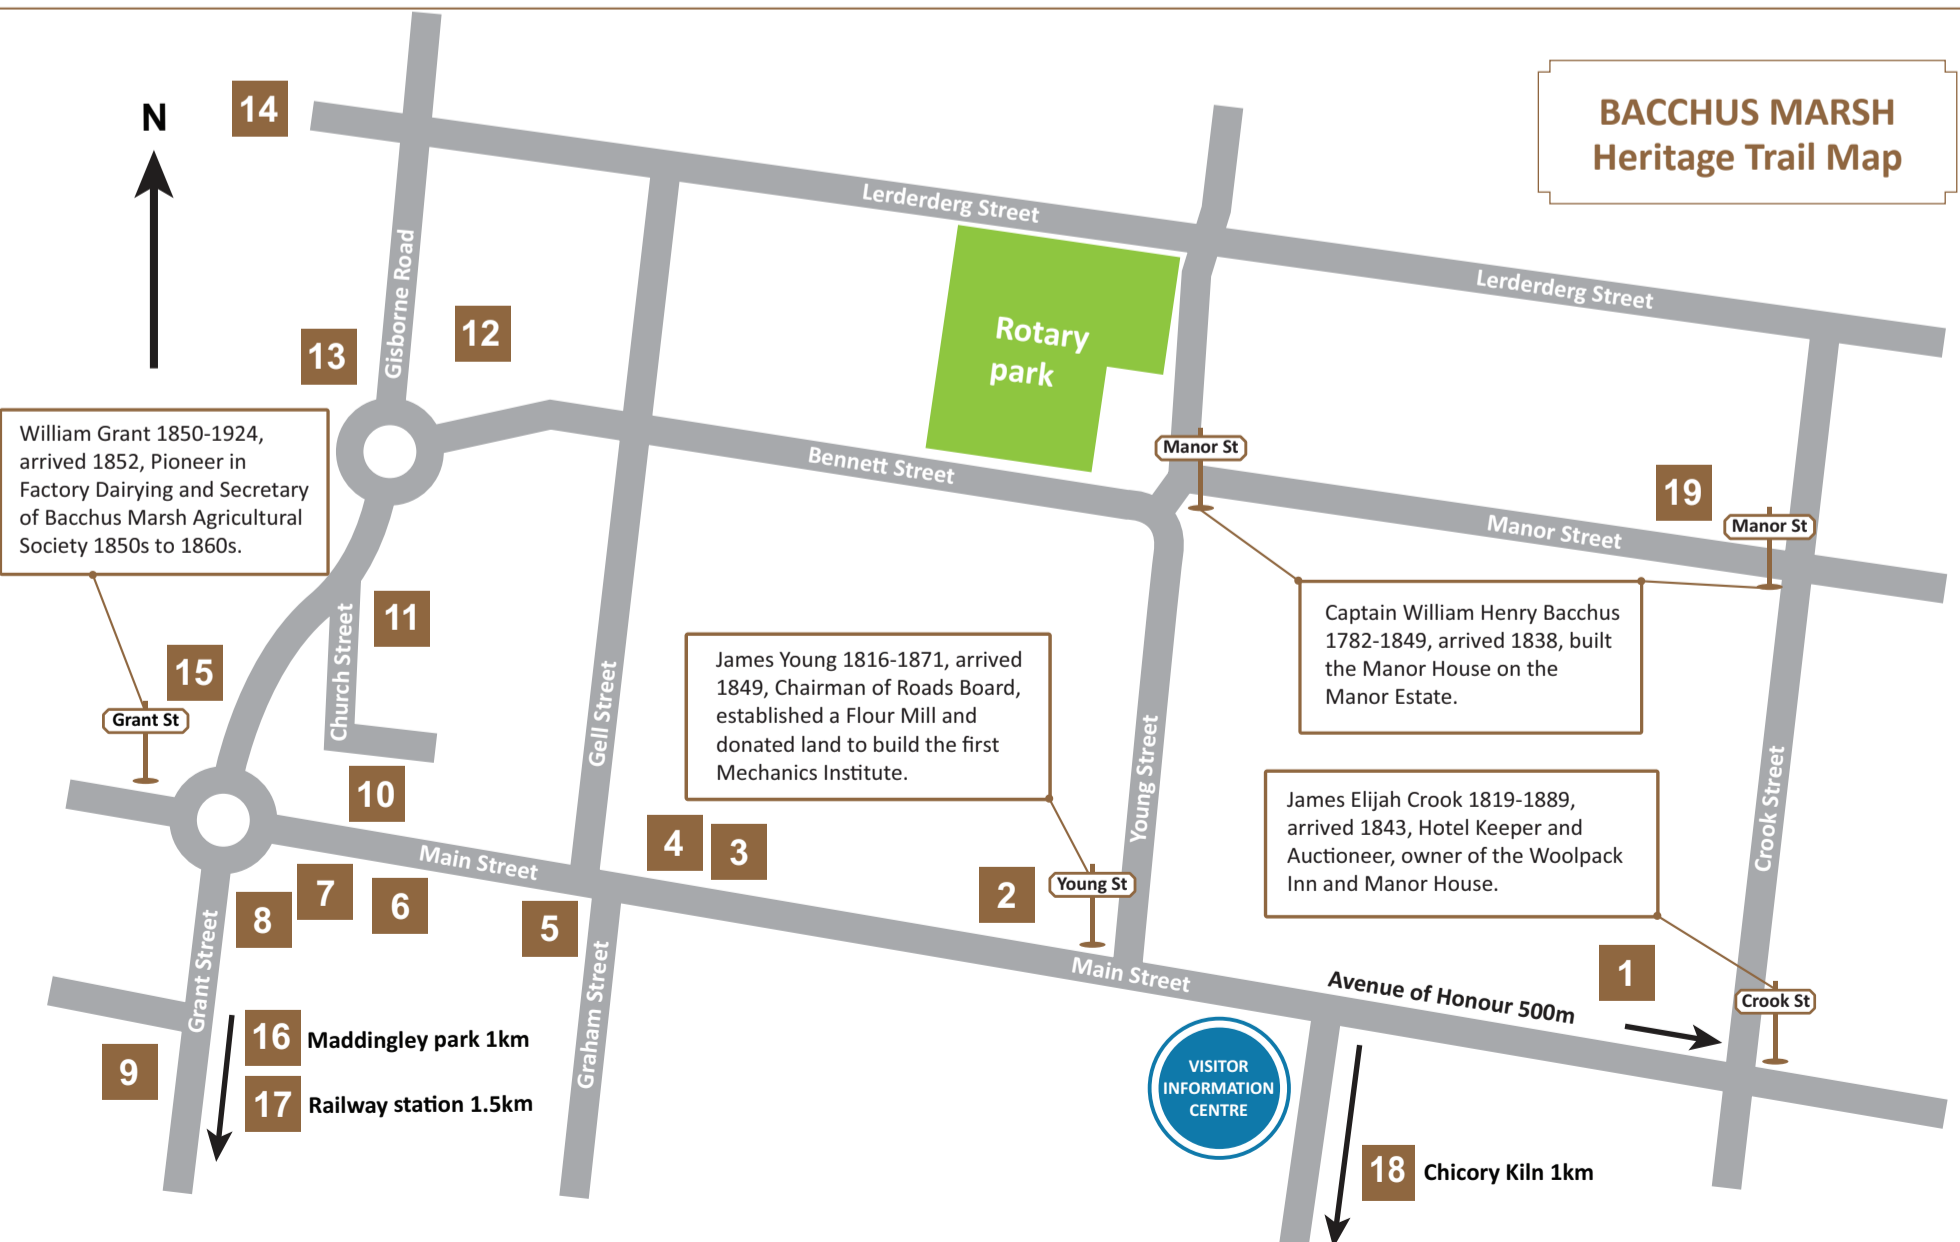 BACCHUS MARSH
Heritage Trail Map
N
14
Lerderderg Street
Lerderderg Street
Gisborne Road
12
13
Rotary
park
William Grant 1850-1924,
arrived 1852, Pioneer in
Factory Dairying and Secretary
of Bacchus Marsh Agricultural
Society 1850s to 1860s.
Bennett Street
Manor St
19
Manor St
Manor Street
11
Church Street
Captain William Henry Bacchus
1782-1849, arrived 1838, built
the Manor House on the
Manor Estate.
James Young 1816-1871, arrived
1849, Chairman of Roads Board,
established a Flour Mill and
donated land to build the first
Mechanics Institute.
15
Grant St
Gell Street
Young Street
Crook Street
10
James Elijah Crook 1819-1889,
arrived 1843, Hotel Keeper and
Auctioneer, owner of the Woolpack
Inn and Manor House.
Main Street
4
3
2
Young St
8
7
6
5
Grant Street
Graham Street
Main Street
Avenue of Honour 500m
1
Crook St
9
16
Maddingley park 1km
17
Railway station 1.5km
VISITOR
INFORMATION
CENTRE
18
Chicory Kiln 1km